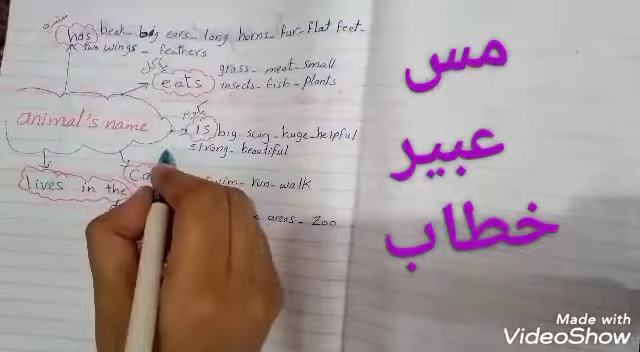 has beak - big ears - long horns - fur - flat feet -
two wings - feathers
eats grass - meat - small
insects - fish - plants
animal's name
is big - scary - huge - helpful
strong - beautiful
swim - run - walk
lives in the
areas - Zoo
مس
عبير
خطاب
Made with
VideoShow